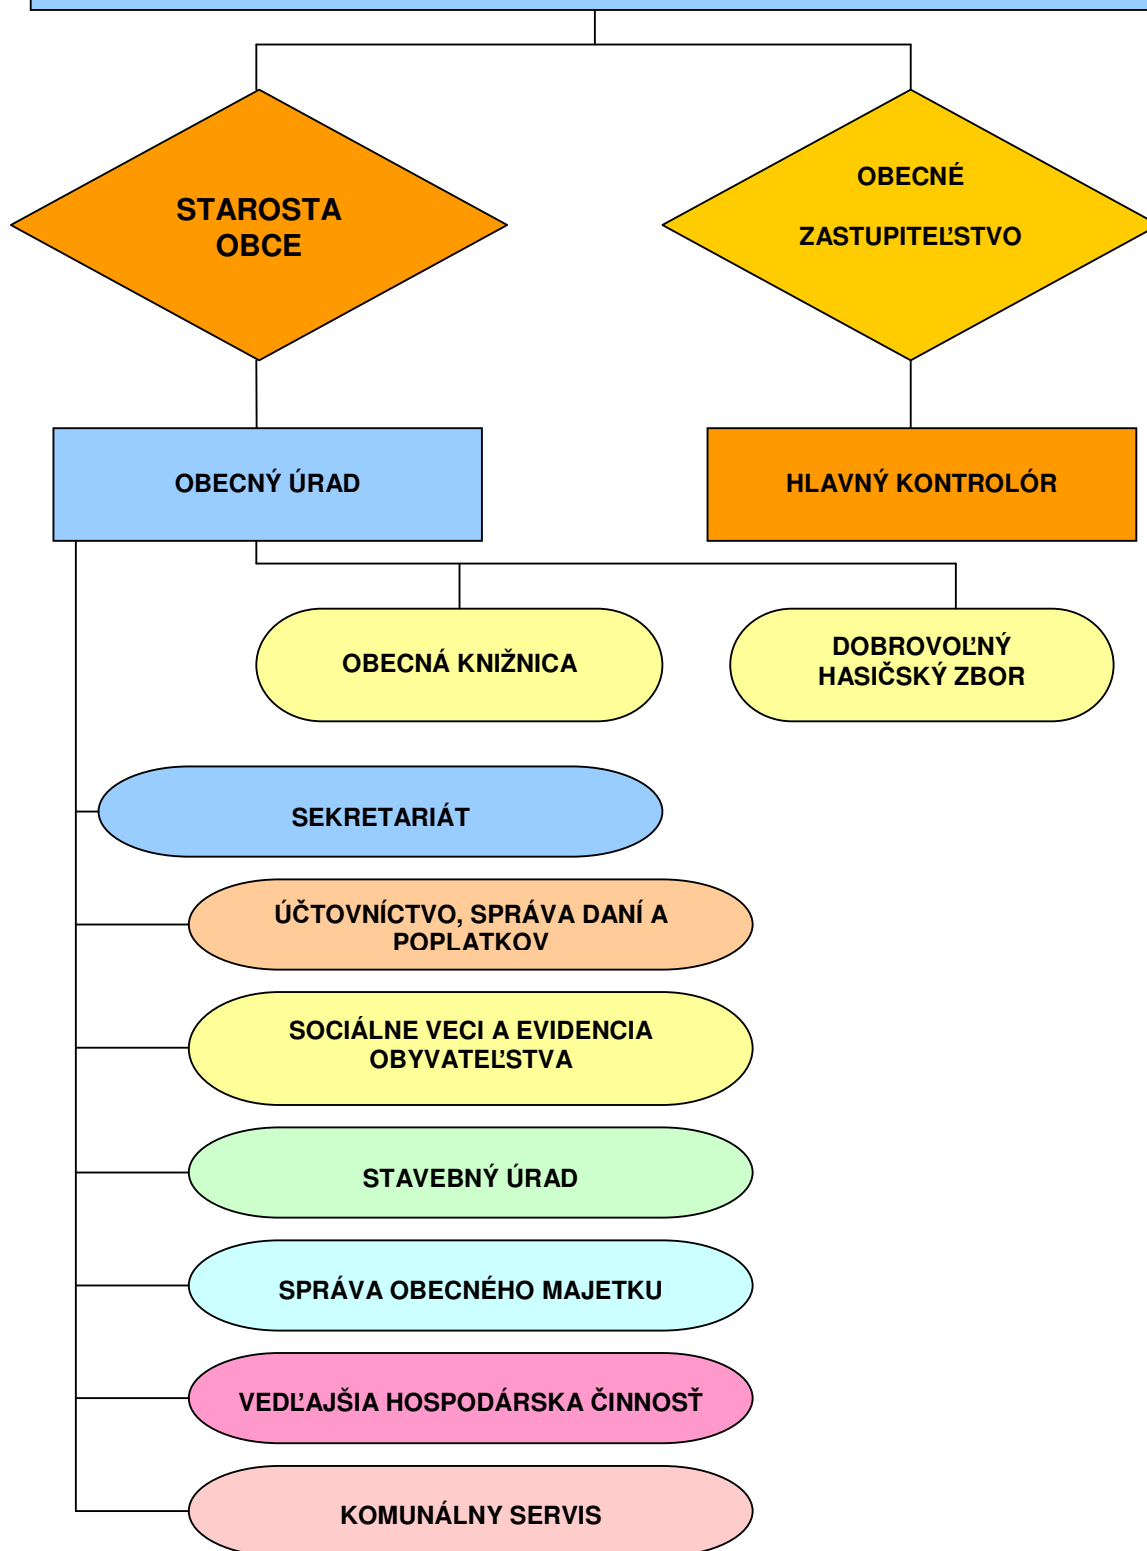 STAROSTA
OBCE
OBECNÉ
ZASTUPITEĽSTVO
OBECNÝ ÚRAD
HLAVNÝ KONTROLÓR
OBECNÁ KNIŽNICA
DOBROVOĽNÝ
HASIČSKÝ ZBOR
SEKRETARIÁT
ÚČTOVNÍCTVO, SPRÁVA DANÍ A
POPLATKOV
SOCIÁLNE VECI A EVIDENCIA
OBYVATEĽSTVA
STAVEBNÝ ÚRAD
SPRÁVA OBECNÉHO MAJETKU
VEDĽAJŠIA HOSPODÁRSKA ČINNOSŤ
KOMUNÁLNY SERVIS